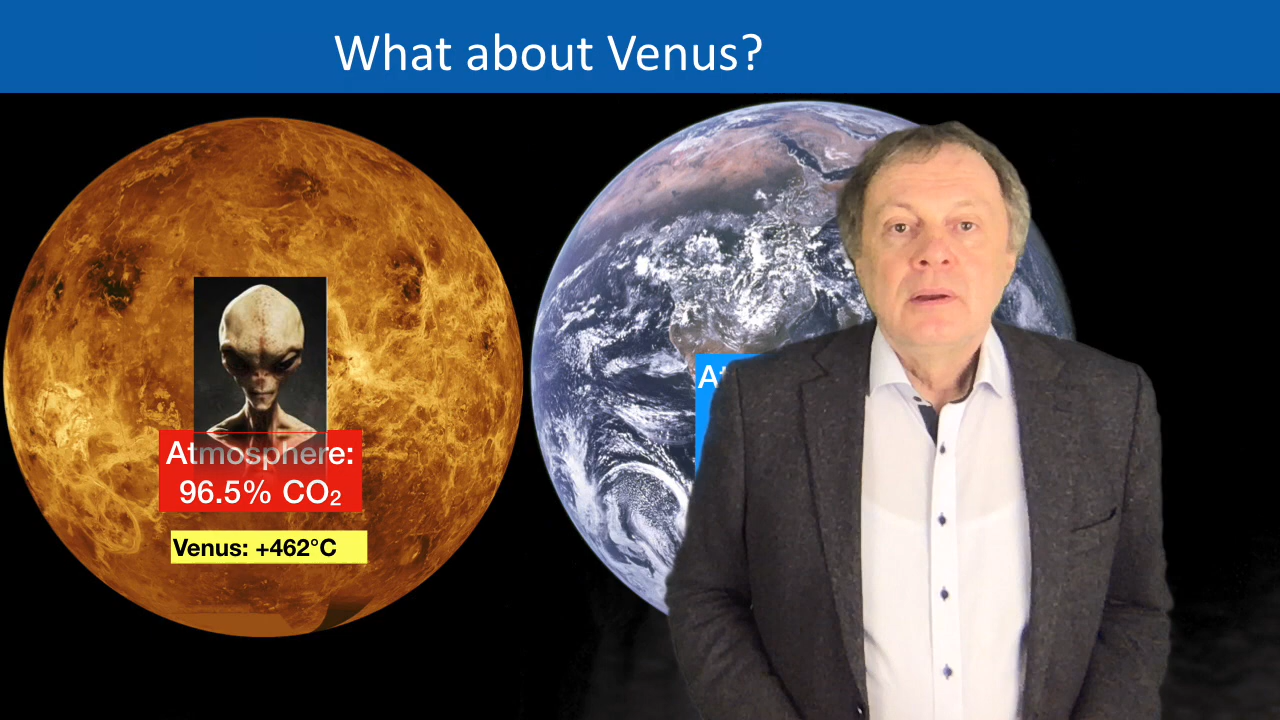 What about Venus?
Atmosphere:
96.5% CO₂
Venus: +462°C